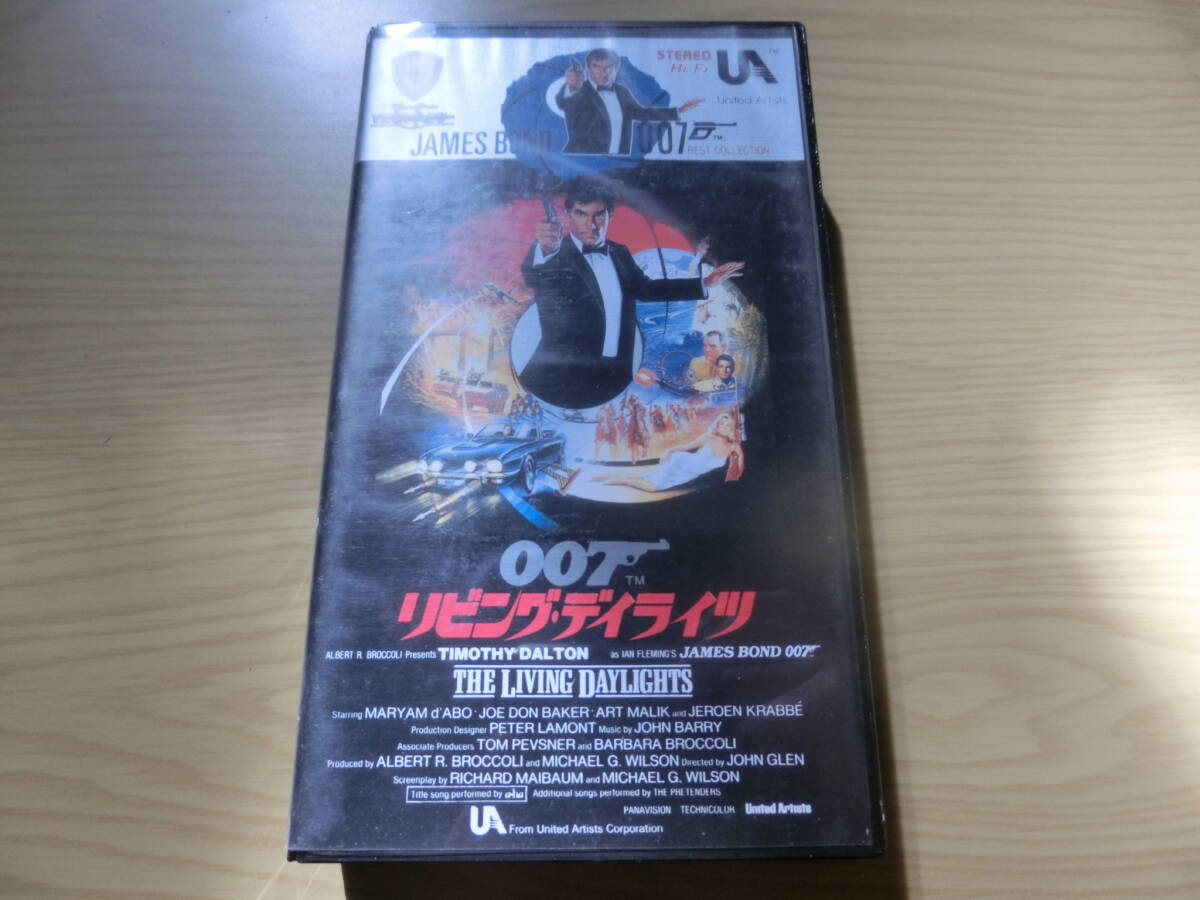 STEREO
Hi-Fi
UA™
United Artists
JAMES BOND 007™
BEST COLLECTION
007™
リビング・デイライツ
ALBERT R. BROCCOLI Presents TIMOTHY DALTON as IAN FLEMING'S JAMES BOND 007
THE LIVING DAYLIGHTS
Starring MARYAM d'ABO · JOE DON BAKER · ART MALIK and JEROEN KRABBÉ
Production Designer PETER LAMONT Music by JOHN BARRY
Associate Producers TOM PEVSNER and BARBARA BROCCOLI
Produced by ALBERT R. BROCCOLI and MICHAEL G. WILSON Directed by JOHN GLEN
Screenplay by RICHARD MAIBAUM and MICHAEL G. WILSON
Title song performed by a-ha Additional songs performed by THE PRETENDERS
PANAVISION TECHNICOLOR United Artists
UA From United Artists Corporation